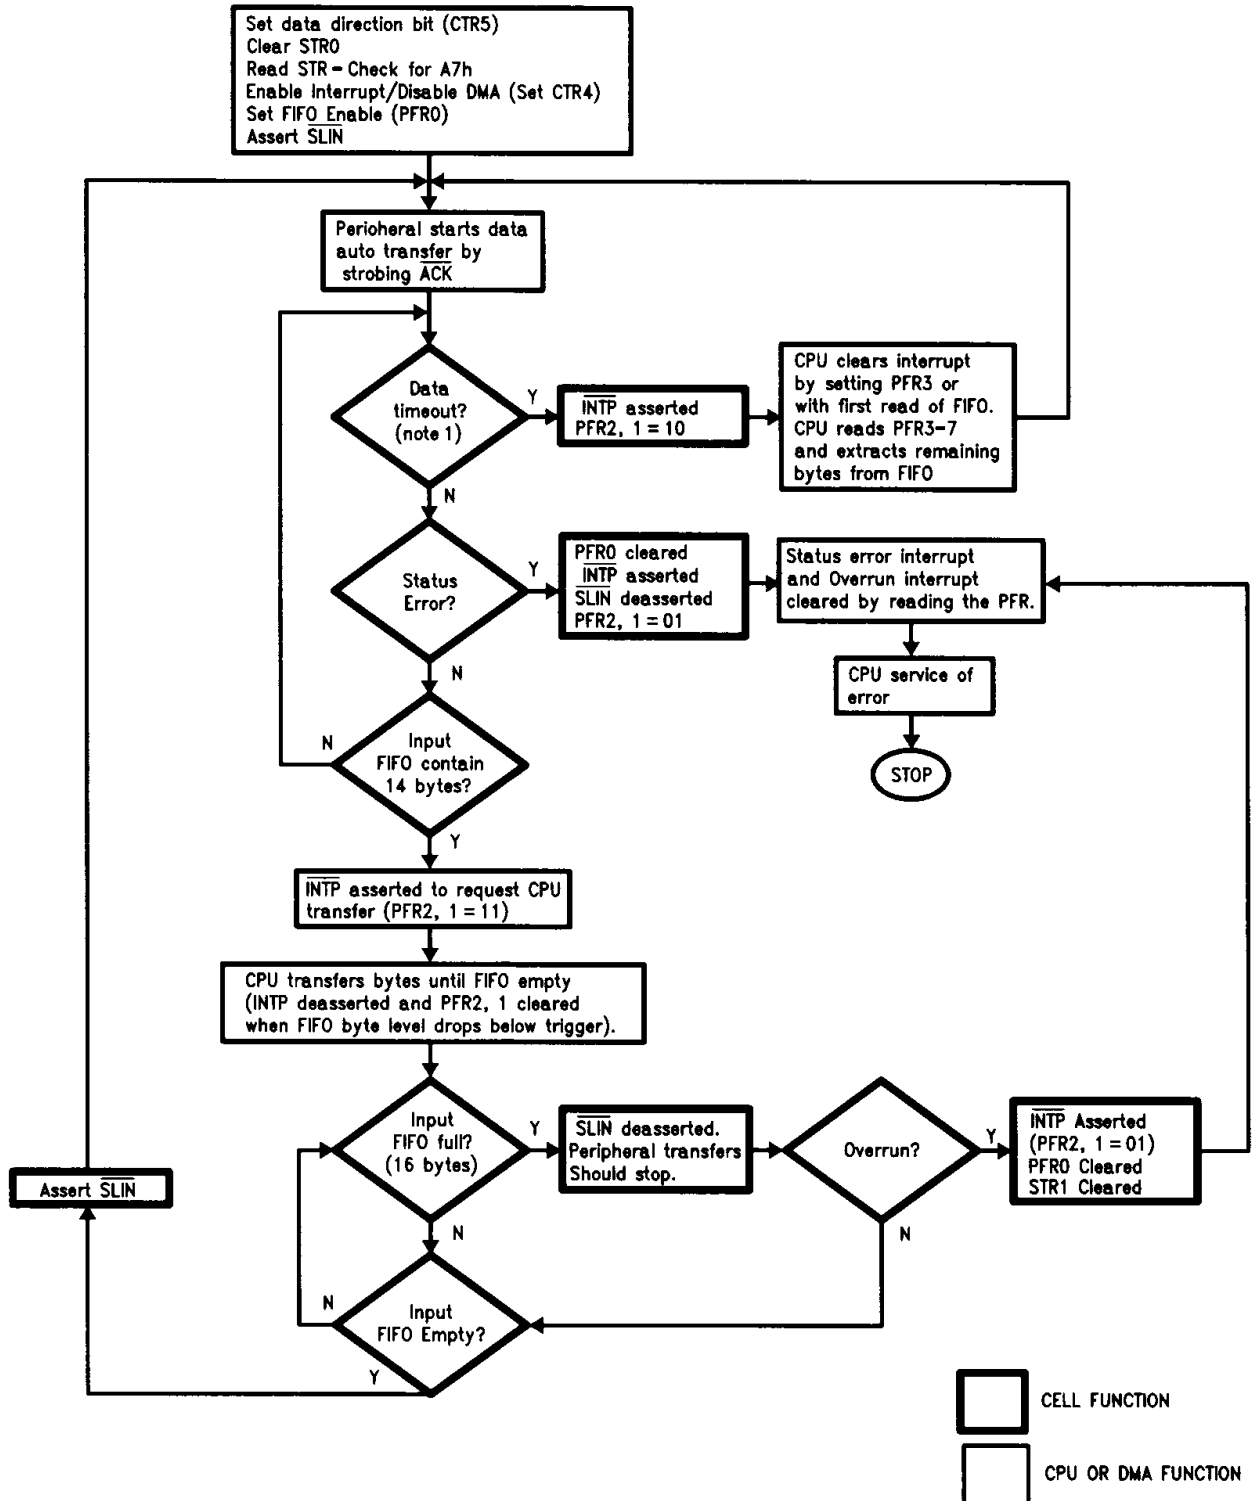 Set data direction bit (CTR5)
Clear STR0
Read STR - Check for A7h
Enable Interrupt/Disable DMA (Set CTR4)
Set FIFO Enable (PFR0)
Assert SLIN
Perioheral starts data
auto transfer by
strobing ACK
Data
timeout?
(note 1)
Y
INTP asserted
PFR2, 1 = 10
CPU clears interrupt
by setting PFR3 or
with first read of FIFO.
CPU reads PFR3-7
and extracts remaining
bytes from FIFO
N
Status
Error?
Y
PFR0 cleared
INTP asserted
SLIN deasserted
PFR2, 1 = 01
Status error interrupt
and Overrun interrupt
cleared by reading the PFR.
CPU service of
error
STOP
N
Input
FIFO contain
14 bytes?
N
Y
INTP asserted to request CPU
transfer (PFR2, 1 = 11)
CPU transfers bytes until FIFO empty
(INTP deasserted and PFR2, 1 cleared
when FIFO byte level drops below trigger).
Input
FIFO full?
(16 bytes)
Y
SLIN deasserted.
Peripheral transfers
Should stop.
Overrun?
Y
INTP Asserted
(PFR2, 1 = 01)
PFR0 Cleared
STR1 Cleared
Assert SLIN
N
N
Input
FIFO Empty?
N
Y
CELL FUNCTION
CPU OR DMA FUNCTION